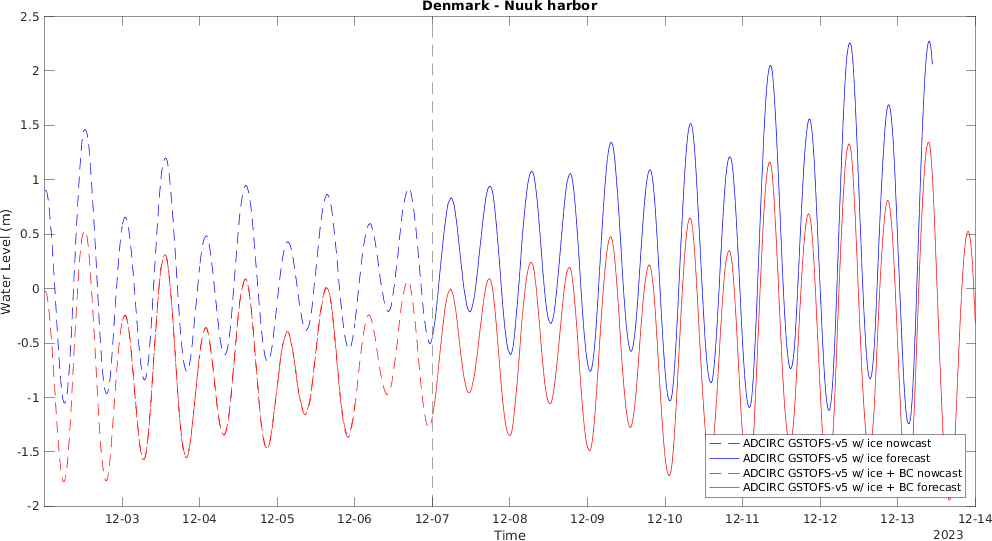 Denmark - Nuuk harbor
2.5
2
1.5
1
0.5
0
-0.5
-1
-1.5
-2
Water Level (m)
12-03 12-04 12-05 12-06 12-07 12-08 12-09 12-10 12-11 12-12 12-13 12-14
Time
2023
ADCIRC GSTOFS-v5 w/ ice nowcast
ADCIRC GSTOFS-v5 w/ ice forecast
ADCIRC GSTOFS-v5 w/ ice + BC nowcast
ADCIRC GSTOFS-v5 w/ ice + BC forecast